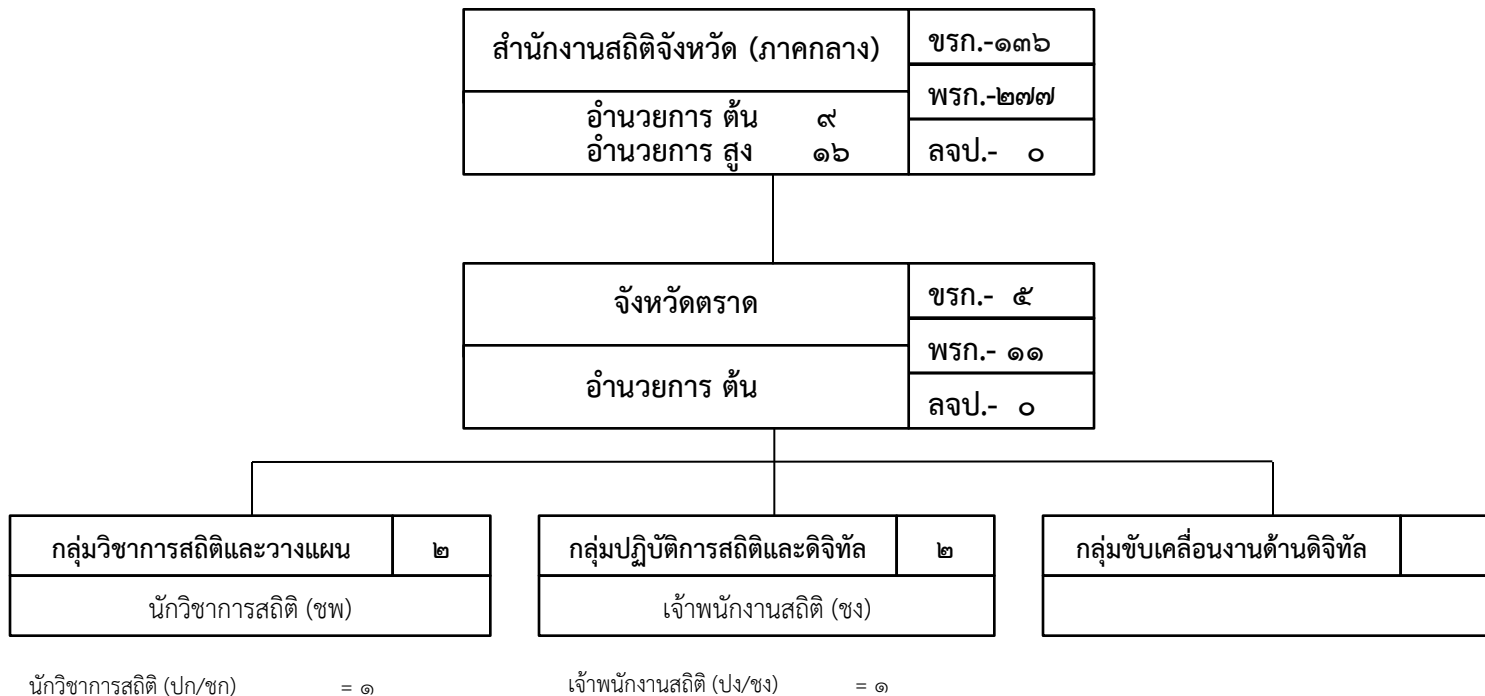 สำนักงานสถิติจังหวัด (ภาคกลาง)
ขรก.-๑๓๖
พรก.-๒๗๗
อำนวยการ ต้น ๙
อำนวยการ สูง ๑๖
ลจป.- ๐
จังหวัดตราด
ขรก.- ๕
พรก.- ๑๑
อำนวยการ ต้น
ลจป.- ๐
กลุ่มวิชาการสถิติและวางแผน ๒
นักวิชาการสถิติ (ชพ)
กลุ่มปฏิบัติการสถิติและดิจิทัล ๒
เจ้าพนักงานสถิติ (ชง)
กลุ่มขับเคลื่อนงานด้านดิจิทัล
นักวิชาการสถิติ (ปก/ชก) = ๑
เจ้าพนักงานสถิติ (ปง/ชง) = ๑